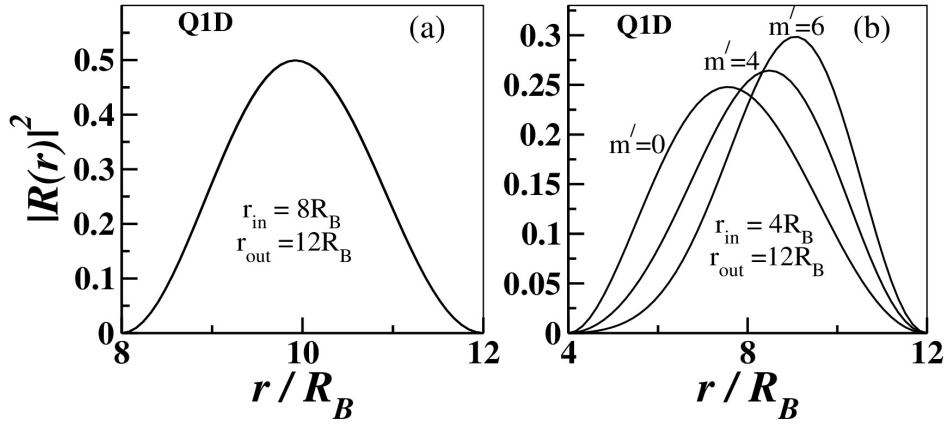 Q1D
(a)
0.5
0.4
0.3
0.2
0.1
0
|R(r)|²
r_in = 8R_B
r_out =12R_B
8
10
12
r / R_B
Q1D
(b)
m′=6
m′=4
m′=0
0.3
0.25
0.2
0.15
0.1
0.05
0
r_in = 4R_B
r_out =12R_B
4
8
12
r / R_B